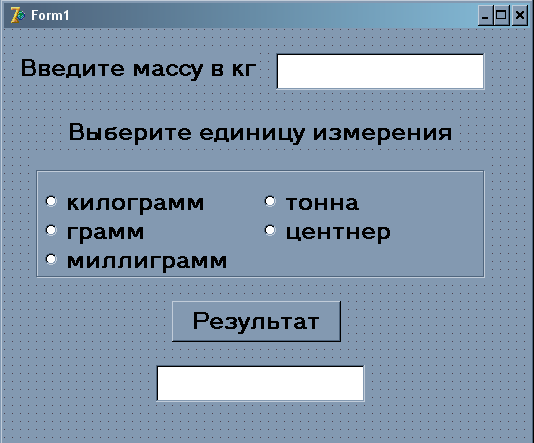 Form1
Введите массу в кг
Выберите единицу измерения
килограмм
грамм
миллиграмм
тонна
центнер
Результат